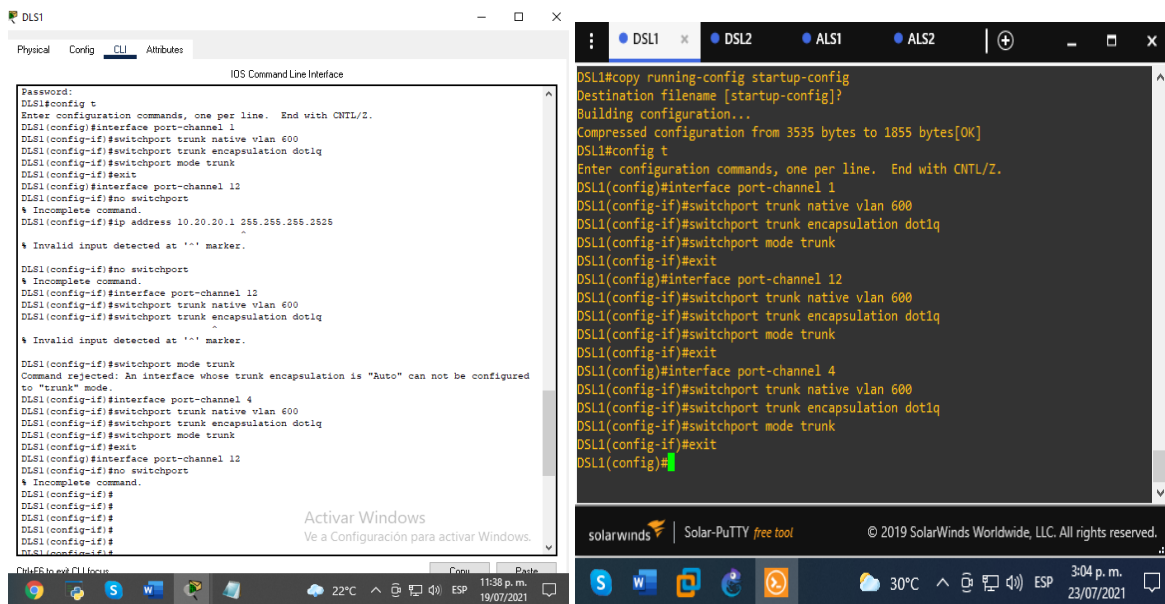 DLS1
Physical Config CLI Attributes
IOS Command Line Interface
Password:
DLS1#config t
Enter configuration commands, one per line. End with CNTL/Z.
DLS1(config)#interface port-channel 1
DLS1(config-if)#switchport trunk native vlan 600
DLS1(config-if)#switchport trunk encapsulation dot1q
DLS1(config-if)#switchport mode trunk
DLS1(config-if)#exit
DLS1(config)#interface port-channel 12
DLS1(config-if)#no switchport
% Incomplete command.
DLS1(config-if)#ip address 10.20.20.1 255.255.255.2525
^
% Invalid input detected at '^' marker.
DLS1(config-if)#no switchport
% Incomplete command.
DLS1(config-if)#interface port-channel 12
DLS1(config-if)#switchport trunk native vlan 600
DLS1(config-if)#switchport trunk encapsulation dot1q
^
% Invalid input detected at '^' marker.
DLS1(config-if)#switchport mode trunk
Command rejected: An interface whose trunk encapsulation is "Auto" can not be configured
to "trunk" mode.
DLS1(config-if)#interface port-channel 4
DLS1(config-if)#switchport trunk native vlan 600
DLS1(config-if)#switchport trunk encapsulation dot1q
DLS1(config-if)#switchport mode trunk
DLS1(config-if)#exit
DLS1(config)#interface port-channel 12
DLS1(config-if)#no switchport
% Incomplete command.
DLS1(config-if)#
DLS1(config-if)#
DLS1(config-if)#
DLS1(config-if)#
DLS1(config-if)#
DLS1(config-if)#
Activar Windows
Ve a Configuración para activar Windows.
Ctrl+F6 to exit CLI focus
Copy Paste
22°C ESP 11:38 p. m.
19/07/2021
DSL1 × DSL2 ALS1 ALS2
DSL1#copy running-config startup-config
Destination filename [startup-config]?
Building configuration...
Compressed configuration from 3535 bytes to 1855 bytes[OK]
DSL1#config t
Enter configuration commands, one per line. End with CNTL/Z.
DSL1(config)#interface port-channel 1
DSL1(config-if)#switchport trunk native vlan 600
DSL1(config-if)#switchport trunk encapsulation dot1q
DSL1(config-if)#switchport mode trunk
DSL1(config-if)#exit
DSL1(config)#interface port-channel 12
DSL1(config-if)#switchport trunk native vlan 600
DSL1(config-if)#switchport trunk encapsulation dot1q
DSL1(config-if)#switchport mode trunk
DSL1(config-if)#exit
DSL1(config)#interface port-channel 4
DSL1(config-if)#switchport trunk native vlan 600
DSL1(config-if)#switchport trunk encapsulation dot1q
DSL1(config-if)#switchport mode trunk
DSL1(config-if)#exit
DSL1(config)#
solarwinds | Solar-PuTTY free tool © 2019 SolarWinds Worldwide, LLC. All rights reserved.
30°C ESP 3:04 p. m.
23/07/2021